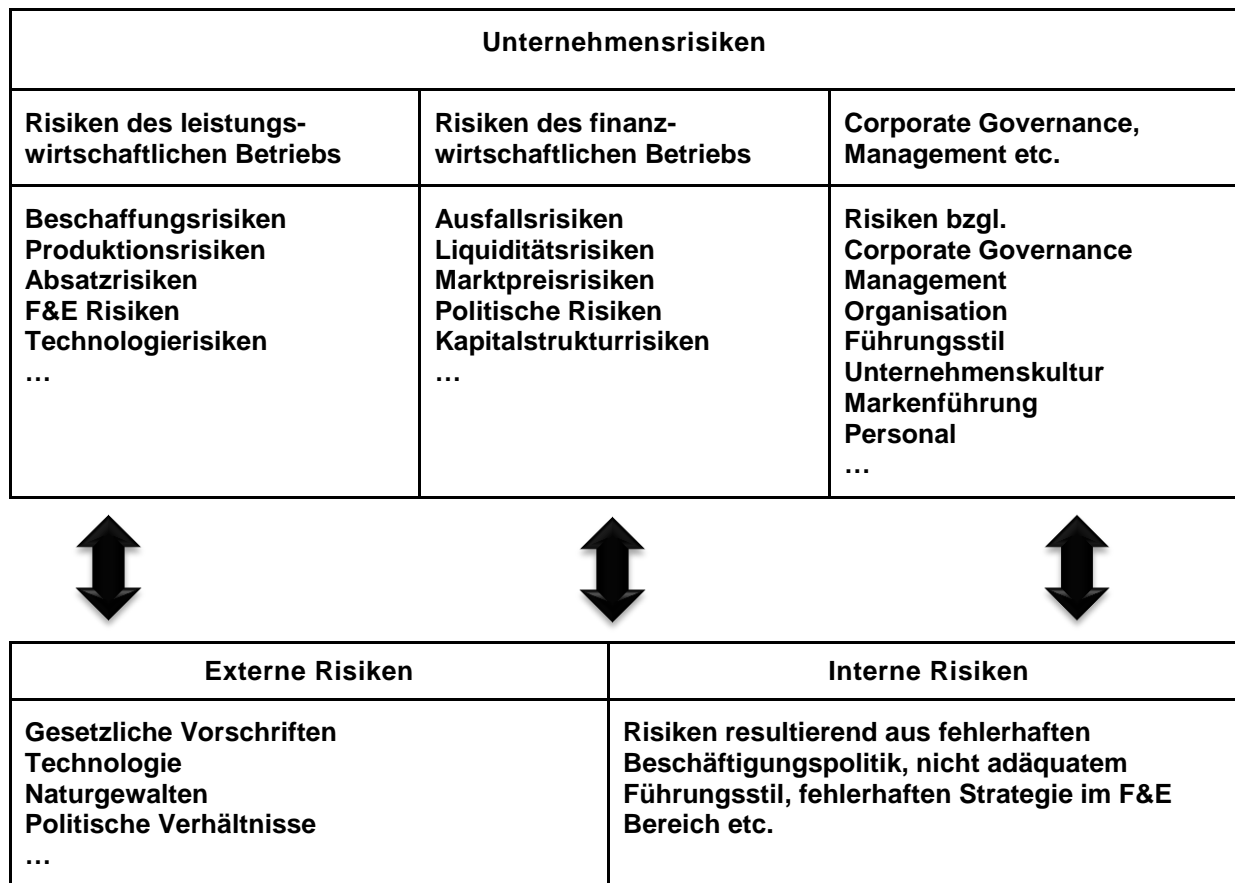 Unternehmensrisiken
Risiken des leistungs-
wirtschaftlichen Betriebs
Risiken des finanz-
wirtschaftlichen Betriebs
Corporate Governance,
Management etc.
Beschaffungsrisiken
Produktionsrisiken
Absatzrisiken
F&E Risiken
Technologierisiken
…
Ausfallsrisiken
Liquiditätsrisiken
Marktpreisrisiken
Politische Risiken
Kapitalstrukturrisiken
…
Risiken bzgl.
Corporate Governance
Management
Organisation
Führungsstil
Unternehmenskultur
Markenführung
Personal
…
Externe Risiken
Interne Risiken
Gesetzliche Vorschriften
Technologie
Naturgewalten
Politische Verhältnisse
…
Risiken resultierend aus fehlerhaften
Beschäftigungspolitik, nicht adäquatem
Führungsstil, fehlerhaften Strategie im F&E
Bereich etc.